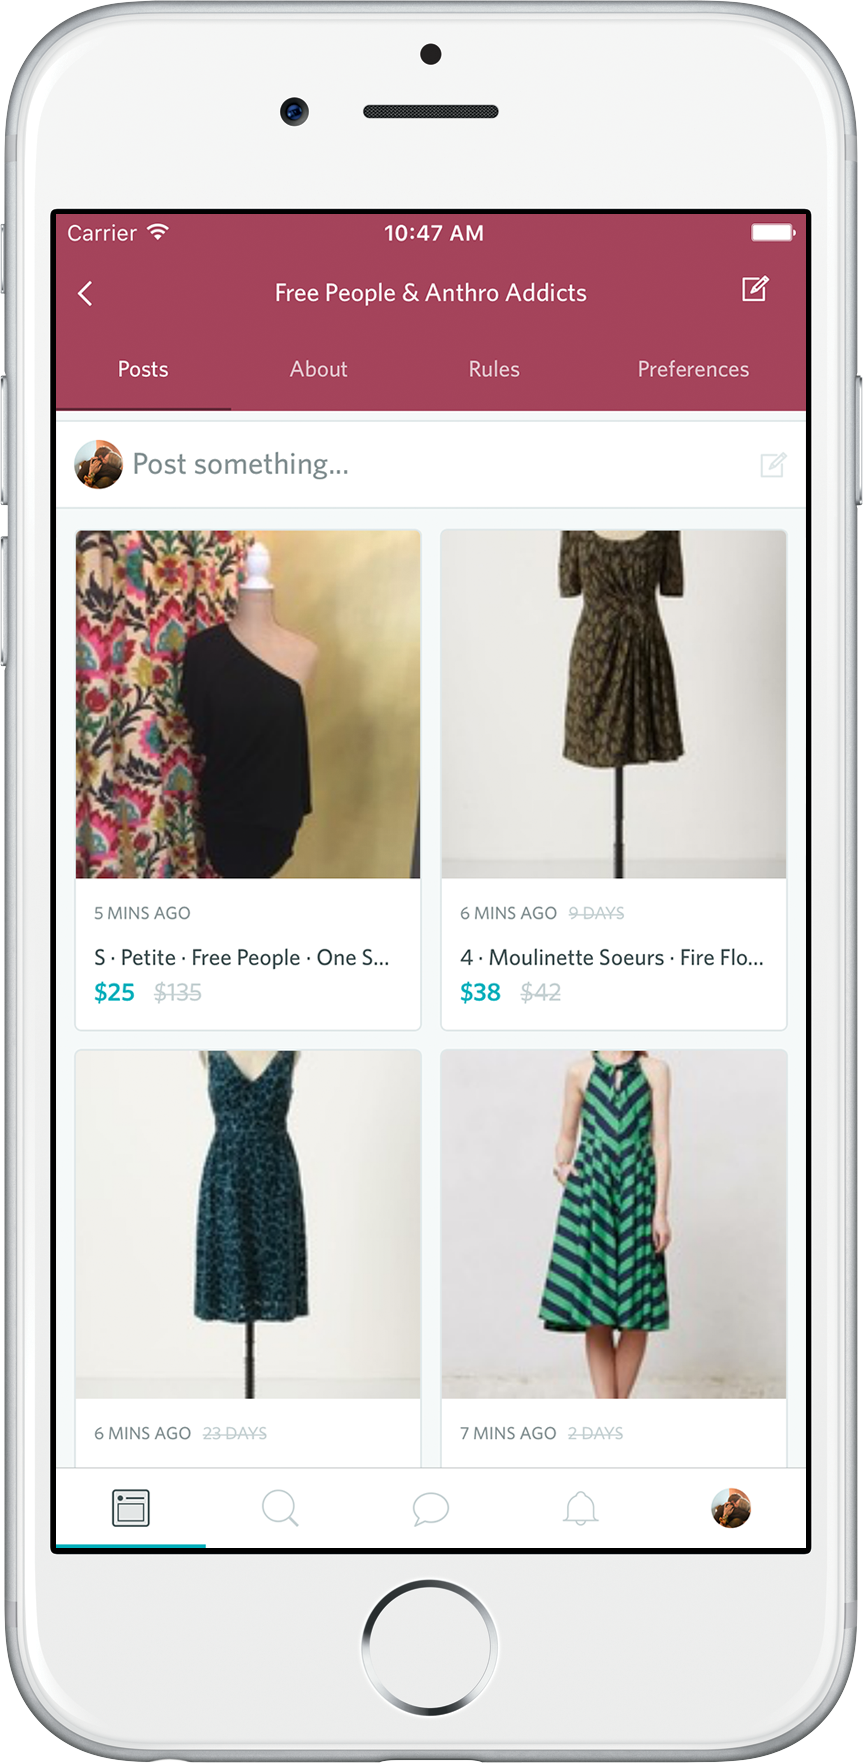 Carrier 10:47 AM
Free People & Anthro Addicts
Posts About Rules Preferences
Post something...
5 MINS AGO
S · Petite · Free People · One S...
$25 $135
6 MINS AGO 9 DAYS
4 · Moulinette Soeurs · Fire Flo...
$38 $42
6 MINS AGO 23 DAYS
7 MINS AGO 2 DAYS